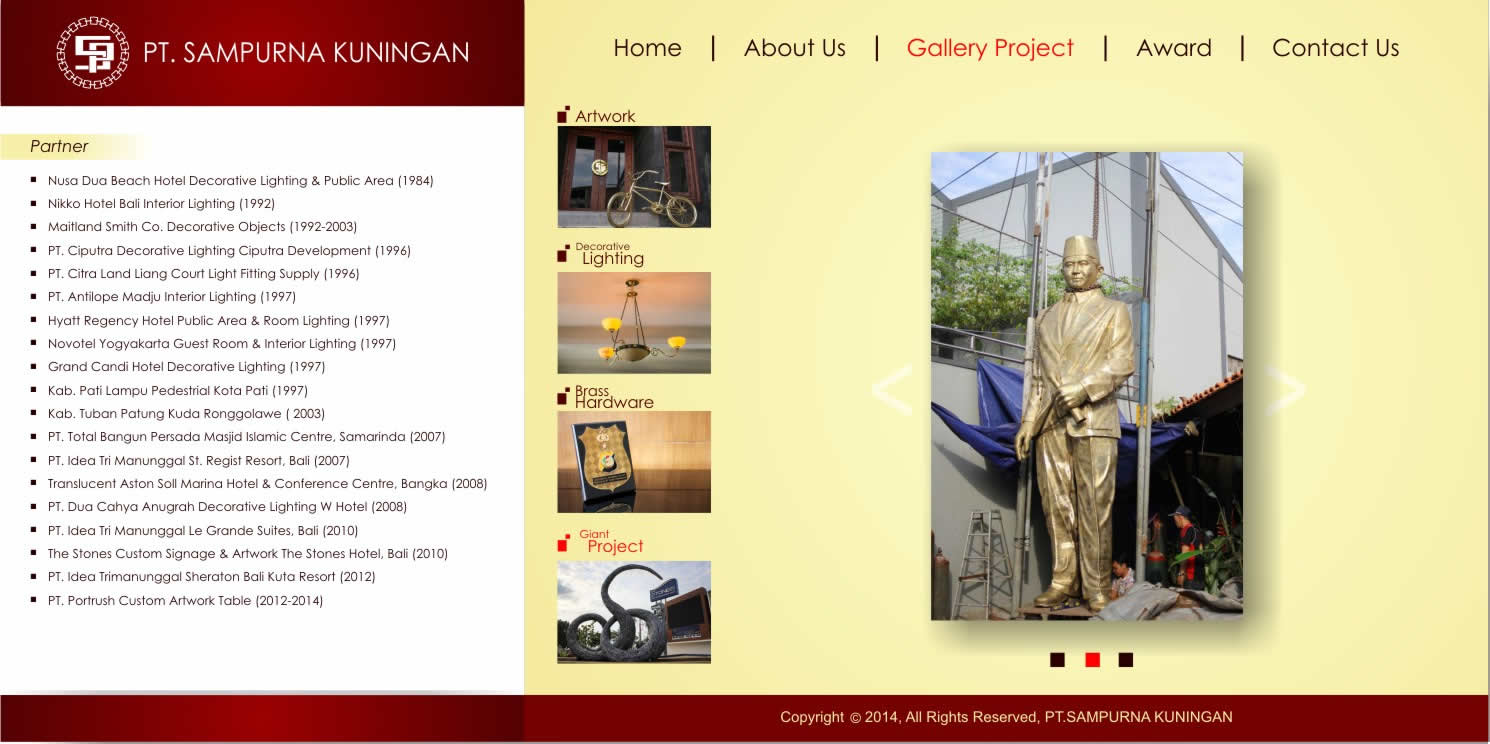 PT. SAMPURNA KUNINGAN
Home | About Us | Gallery Project | Award | Contact Us
Partner
Nusa Dua Beach Hotel Decorative Lighting & Public Area (1984)
Nikko Hotel Bali Interior Lighting (1992)
Maitland Smith Co. Decorative Objects (1992-2003)
PT. Ciputra Decorative Lighting Ciputra Development (1996)
PT. Citra Land Liang Court Light Fitting Supply (1996)
PT. Antilope Madju Interior Lighting (1997)
Hyatt Regency Hotel Public Area & Room Lighting (1997)
Novotel Yogyakarta Guest Room & Interior Lighting (1997)
Grand Candi Hotel Decorative Lighting (1997)
Kab. Pati Lampu Pedestrial Kota Pati (1997)
Kab. Tuban Patung Kuda Ronggolawe ( 2003)
PT. Total Bangun Persada Masjid Islamic Centre, Samarinda (2007)
PT. Idea Tri Manunggal St. Regist Resort, Bali (2007)
Translucent Aston Soll Marina Hotel & Conference Centre, Bangka (2008)
PT. Dua Cahya Anugrah Decorative Lighting W Hotel (2008)
PT. Idea Tri Manunggal Le Grande Suites, Bali (2010)
The Stones Custom Signage & Artwork The Stones Hotel, Bali (2010)
PT. Idea Trimanunggal Sheraton Bali Kuta Resort (2012)
PT. Portrush Custom Artwork Table (2012-2014)
Artwork
Decorative
Lighting
Brass
Hardware
Giant
Project
<
>
Copyright © 2014, All Rights Reserved, PT.SAMPURNA KUNINGAN